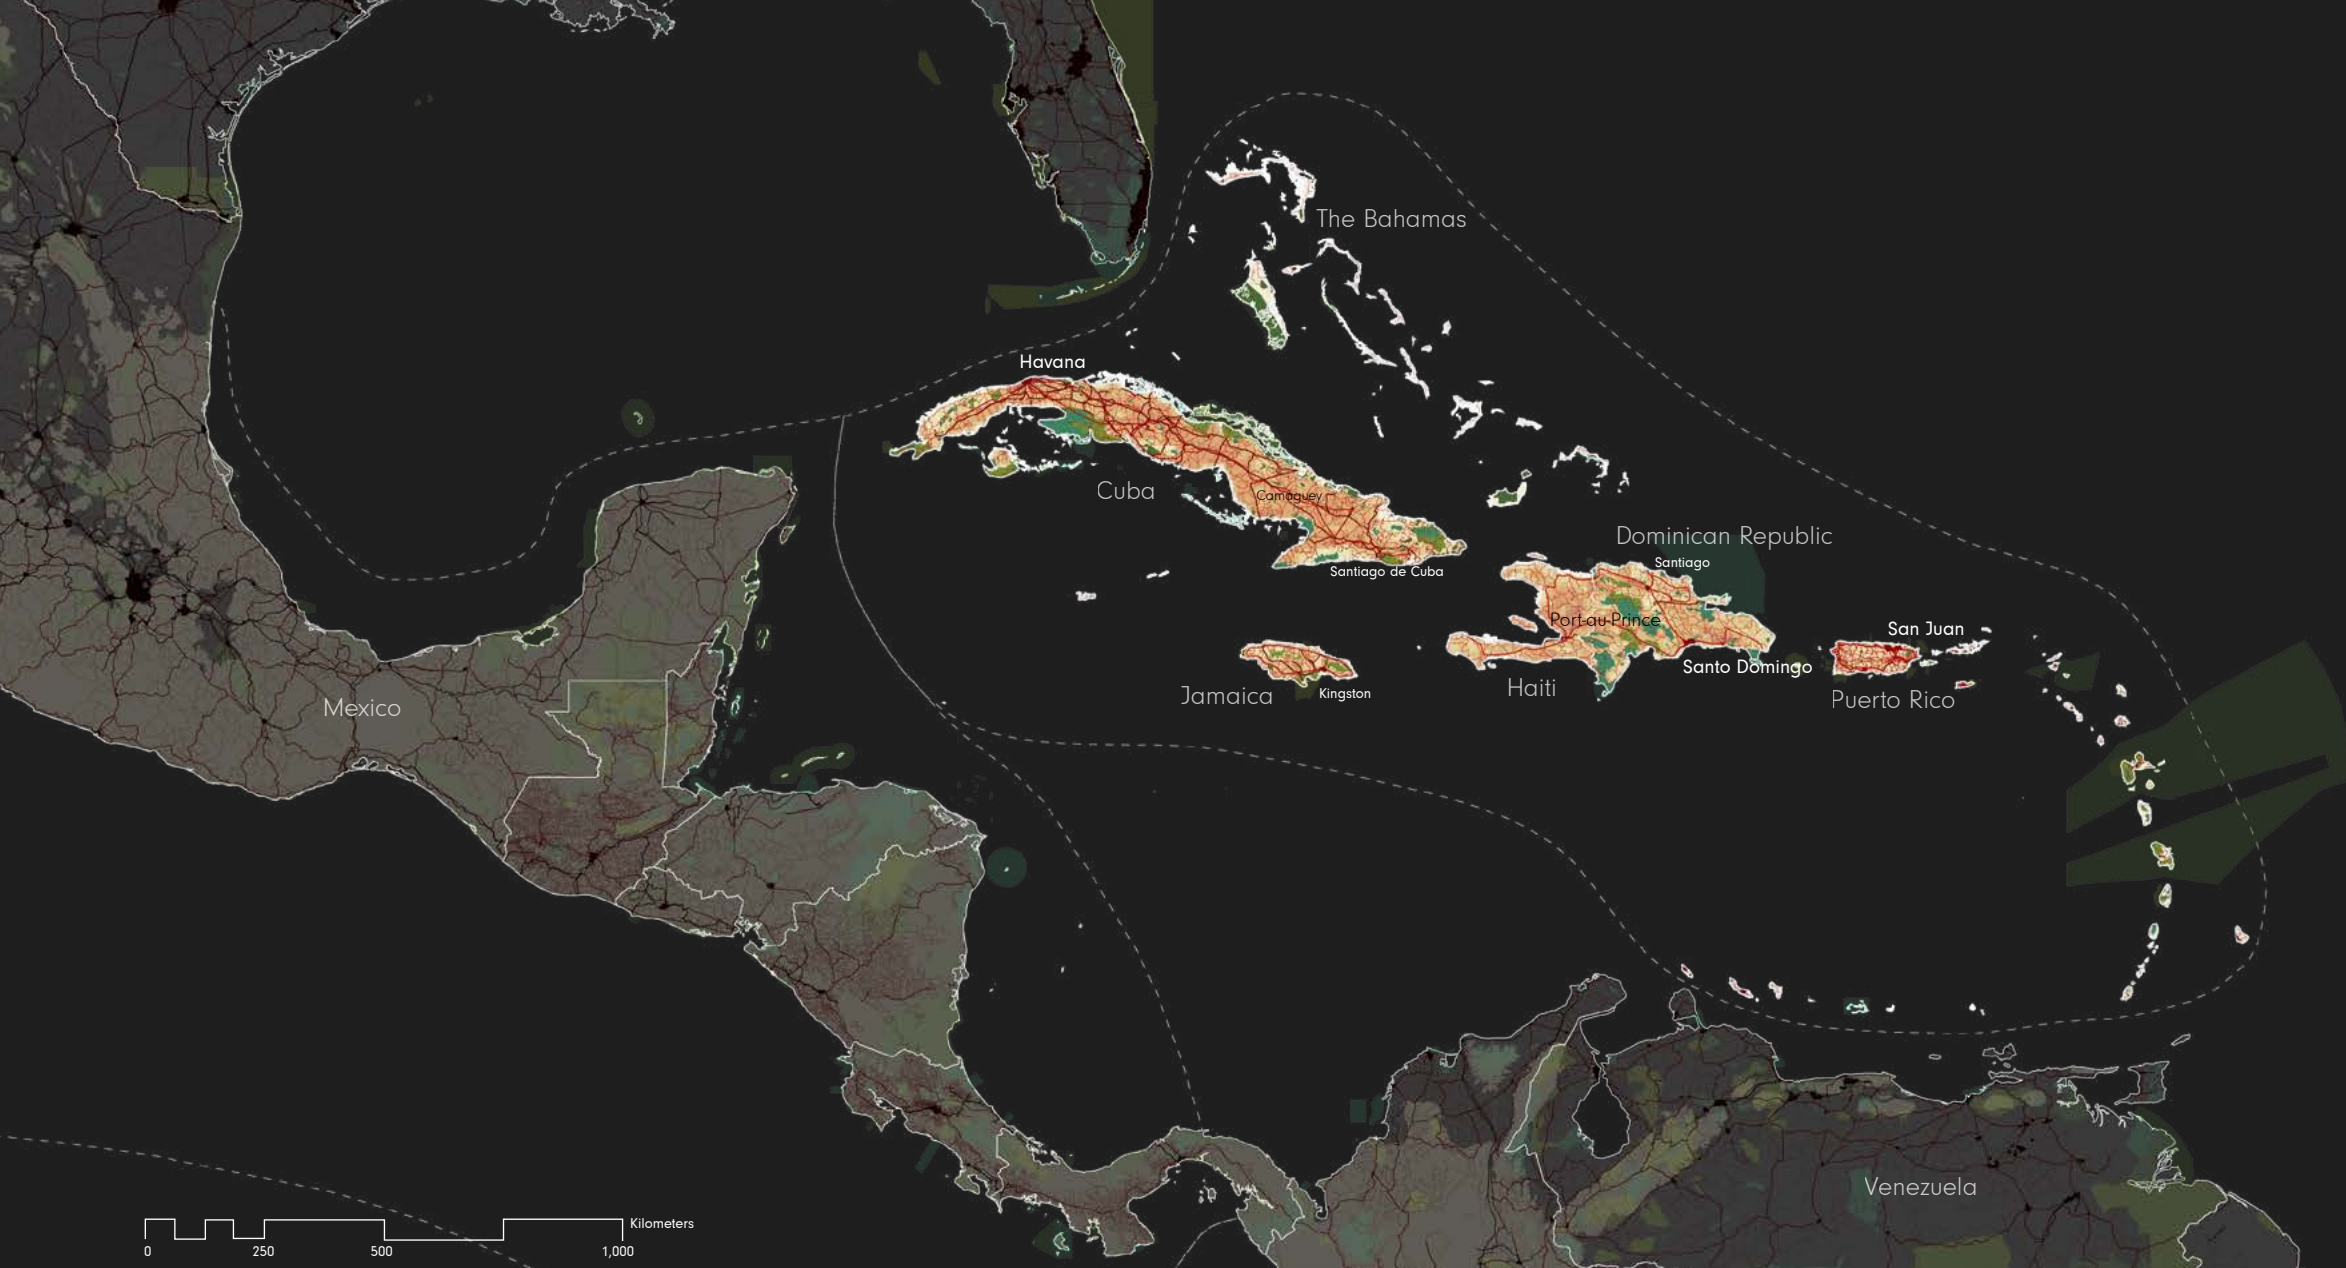 The Bahamas
Havana
Cuba
Camaguey
Dominican Republic
Santiago
Santiago de Cuba
Port-au-Prince
San Juan
Santo Domingo
Jamaica
Kingston
Haiti
Puerto Rico
Mexico
Venezuela
Kilometers
0 250 500 1,000